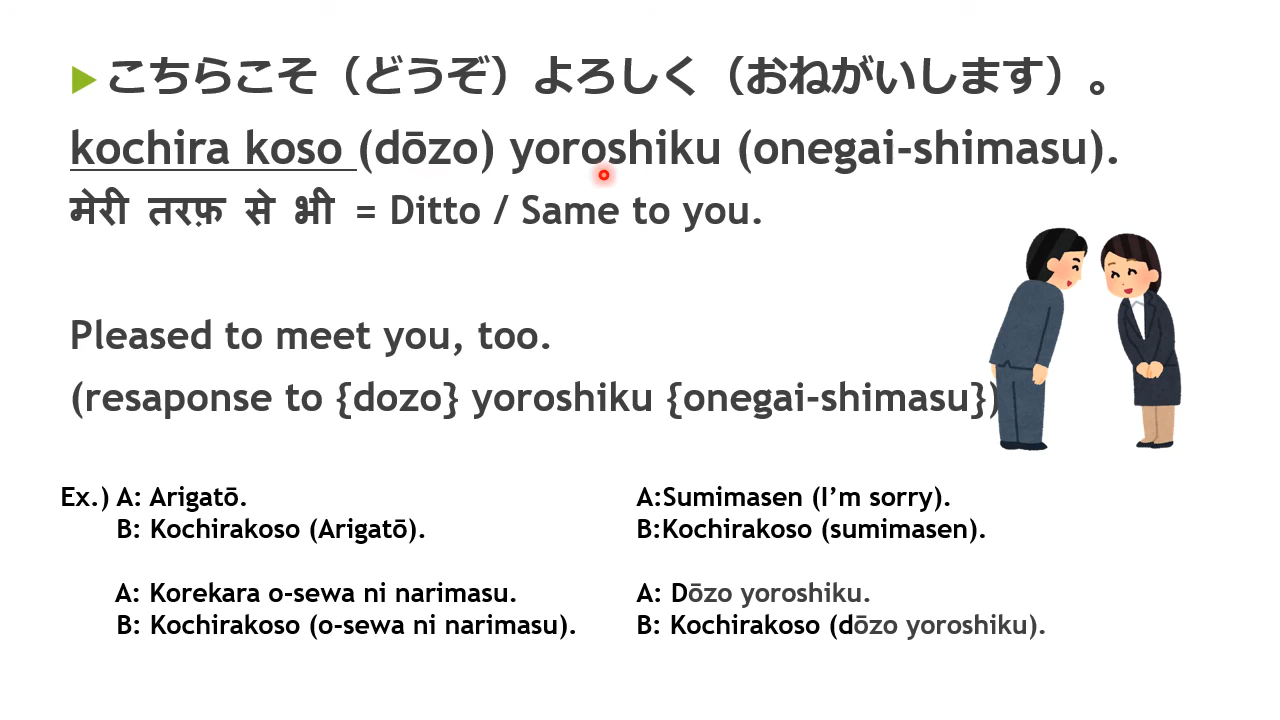 こちらこそ（どうぞ）よろしく（おねがいします）。
kochira koso (dōzo) yoroshiku (onegai-shimasu).
मेरी तरफ़ से भी = Ditto / Same to you.
Pleased to meet you, too.
(resaponse to {dozo} yoroshiku {onegai-shimasu})
Ex.) A: Arigatō.
B: Kochirakoso (Arigatō).
A: Korekara o-sewa ni narimasu.
B: Kochirakoso (o-sewa ni narimasu).
A:Sumimasen (I’m sorry).
B:Kochirakoso (sumimasen).
A: Dōzo yoroshiku.
B: Kochirakoso (dōzo yoroshiku).